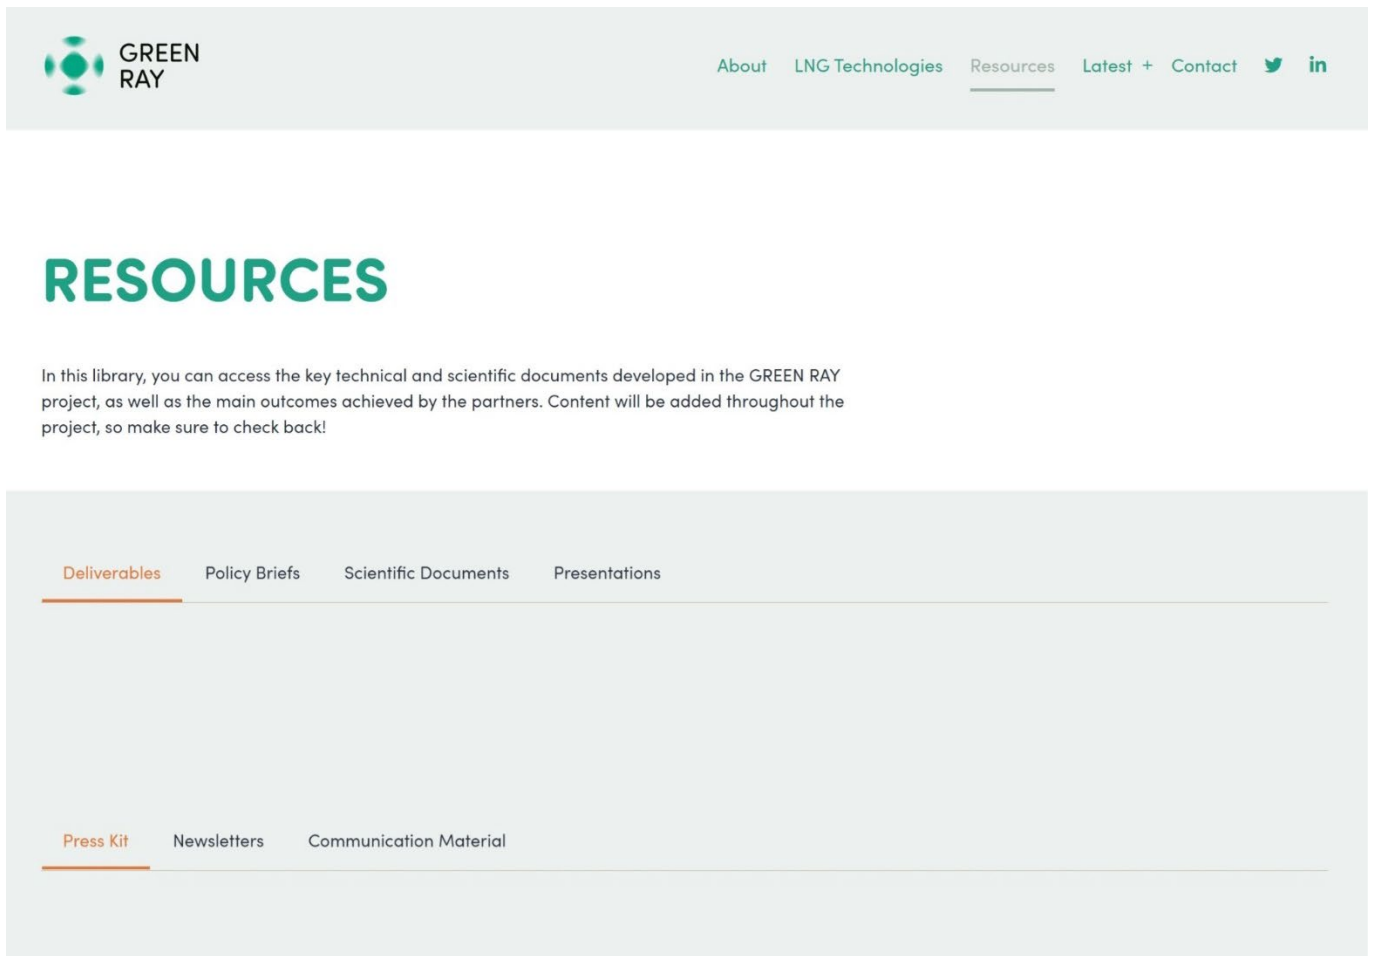 GREEN
RAY
About LNG Technologies Resources Latest + Contact in
RESOURCES
In this library, you can access the key technical and scientific documents developed in the GREEN RAY
project, as well as the main outcomes achieved by the partners. Content will be added throughout the
project, so make sure to check back!
Deliverables Policy Briefs Scientific Documents Presentations
Press Kit Newsletters Communication Material